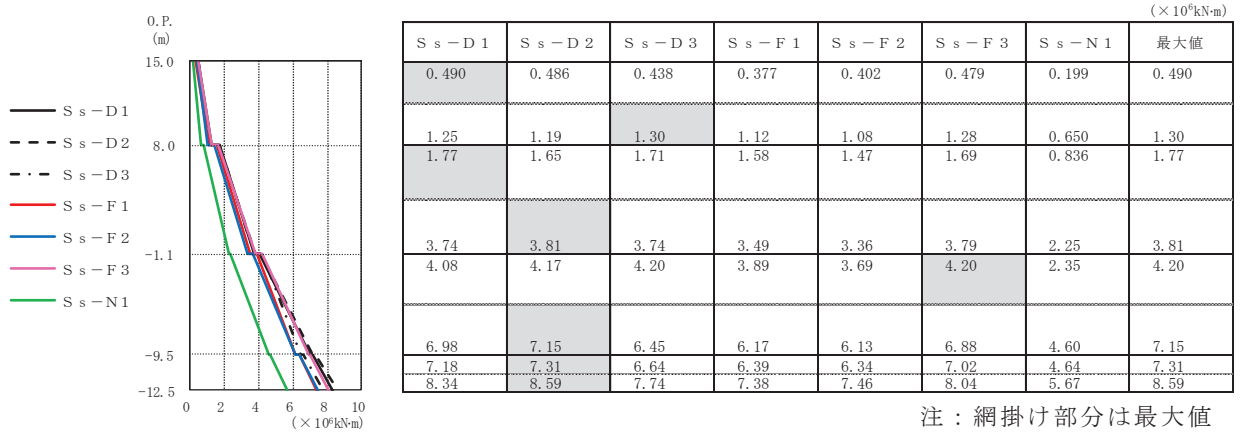 O.P.
(m)
15.0
8.0
-1.1
-9.5
-12.5
0 2 4 6 8 10
(×10⁶kN·m)
Ss-D1
Ss-D2
Ss-D3
Ss-F1
Ss-F2
Ss-F3
Ss-N1
(×10⁶kN·m)
Ss-D1 Ss-D2 Ss-D3 Ss-F1 Ss-F2 Ss-F3 Ss-N1 最大値
0.490 0.486 0.438 0.377 0.402 0.479 0.199 0.490
1.25 1.19 1.30 1.12 1.08 1.28 0.650 1.30
1.77 1.65 1.71 1.58 1.47 1.69 0.836 1.77
3.74 3.81 3.74 3.49 3.36 3.79 2.25 3.81
4.08 4.17 4.20 3.89 3.69 4.20 2.35 4.20
6.98 7.15 6.45 6.17 6.13 6.88 4.60 7.15
7.18 7.31 6.64 6.39 6.34 7.02 4.64 7.31
8.34 8.59 7.74 7.38 7.46 8.04 5.67 8.59
注：網掛け部分は最大値